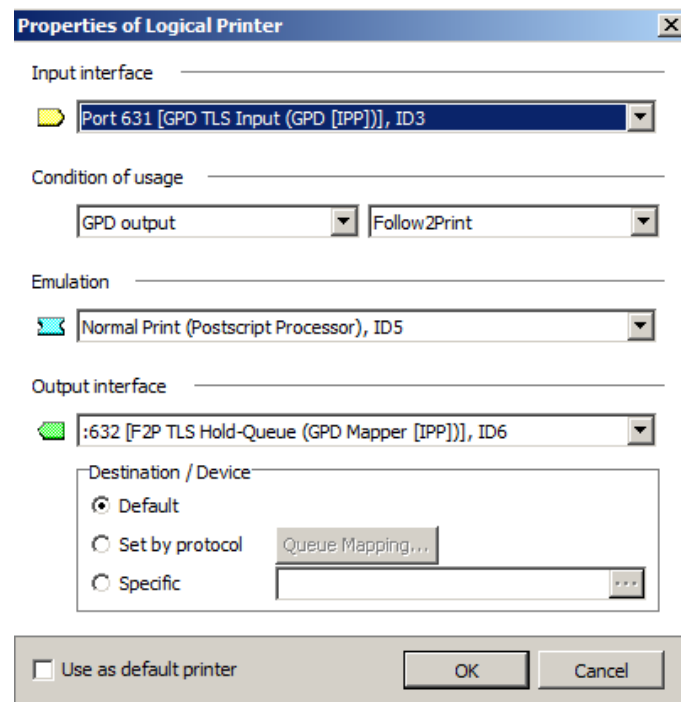 Properties of Logical Printer
Input interface
Port 631 [GPD TLS Input (GPD [IPP])], ID3
Condition of usage
GPD output Follow2Print
Emulation
Normal Print (Postscript Processor), ID5
Output interface
:632 [F2P TLS Hold-Queue (GPD Mapper [IPP])], ID6
Destination / Device
Default
Set by protocol Queue Mapping...
Specific ...
Use as default printer OK Cancel